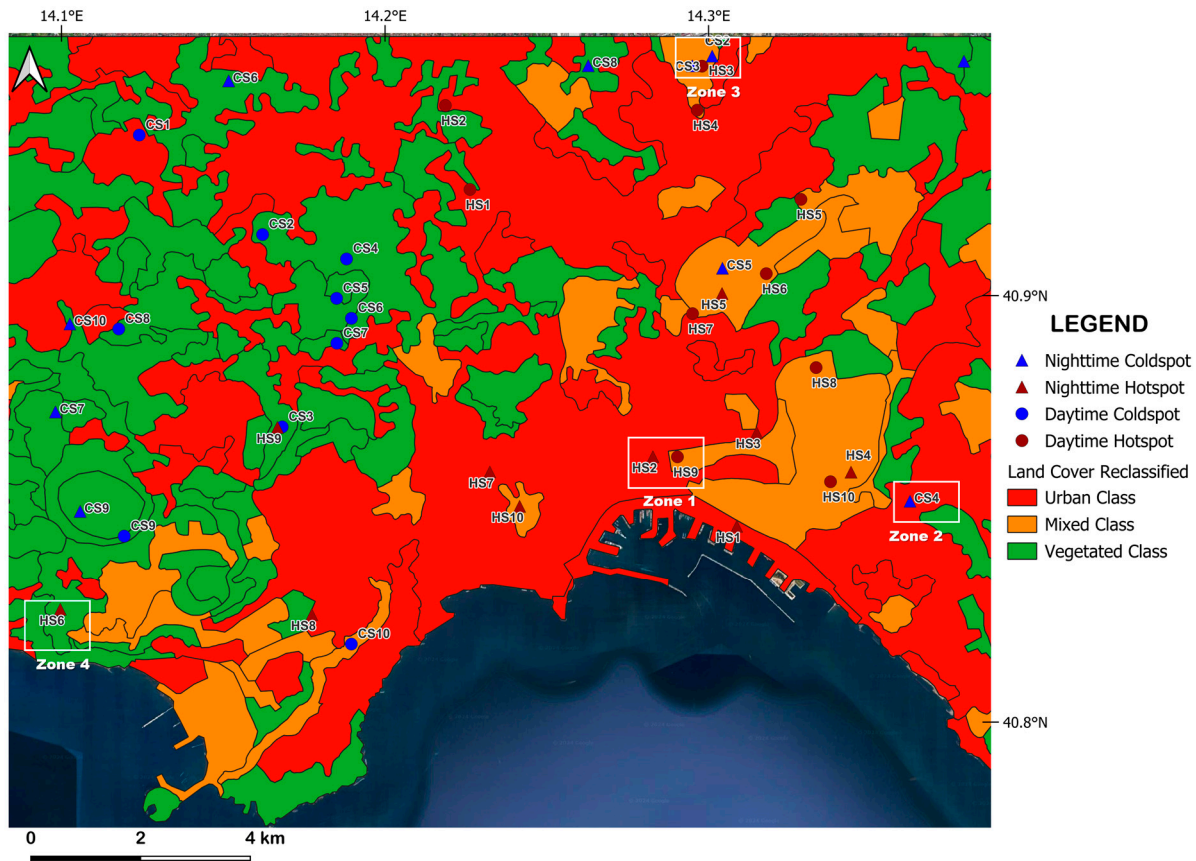 14.1°E
14.2°E
14.3°E
CS2
CS6
CS8
CS3
HS3
Zone 3
HS2
HS4
CS1
HS1
HS5
CS2
CS4
CS5
HS6
CS5
HS5
40.9°N
CS6
CS10
CS8
HS7
CS7
LEGEND
Nighttime Coldspot
HS8
Nighttime Hotspot
CS7
CS3
Daytime Coldspot
HS9
HS3
Daytime Hotspot
HS4
HS2
HS9
Land Cover Reclassified
HS7
HS10
Urban Class
Zone 1
CS4
CS9
HS10
Mixed Class
CS9
HS1
Zone 2
Vegetated Class
HS6
HS8
CS10
Zone 4
40.8°N
0
2
4 km